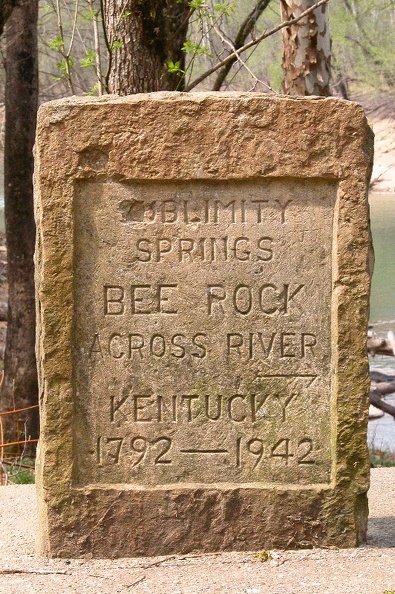 SUBLIMITY
SPRINGS
BEE ROCK
ACROSS RIVER
→
KENTUCKY
1792 — 1942